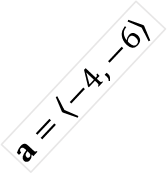 a = ⟨−4, −6⟩